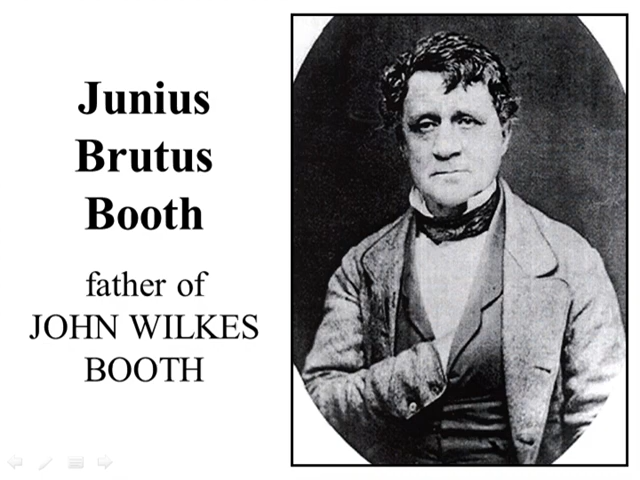 Junius
Brutus
Booth
father of
JOHN WILKES
BOOTH